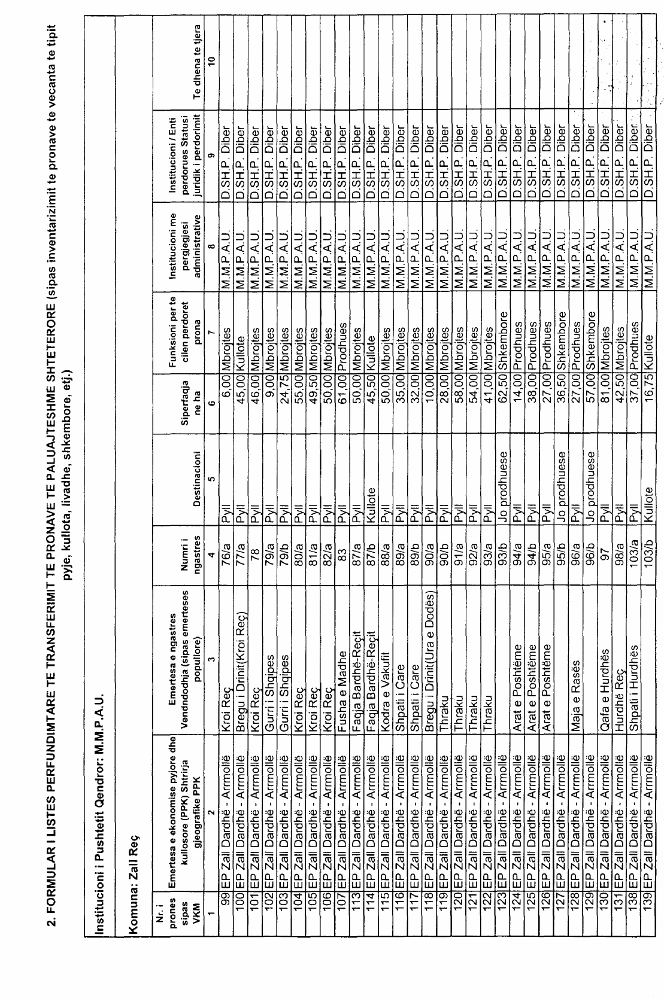 2. FORMULAR I LISTES PERFUNDIMTARE TE TRANSFERIMIT TE PRONAVE TE PALUAJTESHME SHTETERORE (sipas inventarizimit te pronave te vecanta te tipit
pyje, kullota, livadhe, shkembore, etj.)
Institucioni i Pushtetit Qendror: M.M.P.A.U.
Komuna: Zall Reç
Nr. i prones sipas VKM | Emertesa e ekonomise pyjore dhe kullosore (PPK) Shtrirja gjeografike PPK | Emertesa e ngastres Vendndodhja (sipas emerteses popullore) | Numri i ngastres | Destinacioni | Siperfaqja ne ha | Funksioni per te cilen perdoret prona | Institucioni me pergjegjesi administrative | Institucioni / Enti perdorues Statusi juridik i perdorimit | Te dhena te tjera
1 | 2 | 3 | 4 | 5 | 6 | 7 | 8 | 9 | 10
99 | EP Zall Dardhë - Arrmollë | Kroi Reç | 76/a | Pyll | 6,00 | Mbrojtes | M.M.P.A.U. | D.SH.P. Diber
100 | EP Zall Dardhë - Arrmollë | Bregu i Drinit(Kroi Reç) | 77/a | Pyll | 45,00 | Kullote | M.M.P.A.U. | D.SH.P. Diber
101 | EP Zall Dardhë - Arrmollë | Kroi Reç | 78 | Pyll | 46,00 | Mbrojtes | M.M.P.A.U. | D.SH.P. Diber
102 | EP Zall Dardhë - Arrmollë | Gurri i Shqipes | 79/a | Pyll | 9,00 | Mbrojtes | M.M.P.A.U. | D.SH.P. Diber
103 | EP Zall Dardhë - Arrmollë | Gurri i Shqipes | 79/b | Pyll | 24,75 | Mbrojtes | M.M.P.A.U. | D.SH.P. Diber
104 | EP Zall Dardhë - Arrmollë | Kroi Reç | 80/a | Pyll | 55,00 | Mbrojtes | M.M.P.A.U. | D.SH.P. Diber
105 | EP Zall Dardhë - Arrmollë | Kroi Reç | 81/a | Pyll | 49,50 | Mbrojtes | M.M.P.A.U. | D.SH.P. Diber
106 | EP Zall Dardhë - Arrmollë | Kroi Reç | 82/a | Pyll | 50,00 | Mbrojtes | M.M.P.A.U. | D.SH.P. Diber
107 | EP Zall Dardhë - Arrmollë | Fusha e Madhe | 83 | Pyll | 61,00 | Prodhues | M.M.P.A.U. | D.SH.P. Diber
113 | EP Zall Dardhë - Arrmollë | Faqja Bardhë-Reçit | 87/a | Pyll | 50,00 | Mbrojtes | M.M.P.A.U. | D.SH.P. Diber
114 | EP Zall Dardhë - Arrmollë | Faqja Bardhë-Reçit | 87/b | Kullote | 45,50 | Kullote | M.M.P.A.U. | D.SH.P. Diber
115 | EP Zall Dardhë - Arrmollë | Kodra e Vakufit | 88/a | Pyll | 50,00 | Mbrojtes | M.M.P.A.U. | D.SH.P. Diber
116 | EP Zall Dardhë - Arrmollë | Shpati i Care | 89/a | Pyll | 35,00 | Mbrojtes | M.M.P.A.U. | D.SH.P. Diber
117 | EP Zall Dardhë - Arrmollë | Shpati i Care | 89/b | Pyll | 32,00 | Mbrojtes | M.M.P.A.U. | D.SH.P. Diber
118 | EP Zall Dardhë - Arrmollë | Bregu i Drinit(Ura e Dodës) | 90/a | Pyll | 10,00 | Mbrojtes | M.M.P.A.U. | D.SH.P. Diber
119 | EP Zall Dardhë - Arrmollë | Thraku | 90/b | Pyll | 28,00 | Mbrojtes | M.M.P.A.U. | D.SH.P. Diber
120 | EP Zall Dardhë - Arrmollë | Thraku | 91/a | Pyll | 58,00 | Mbrojtes | M.M.P.A.U. | D.SH.P. Diber
121 | EP Zall Dardhë - Arrmollë | Thraku | 92/a | Pyll | 54,00 | Mbrojtes | M.M.P.A.U. | D.SH.P. Diber
122 | EP Zall Dardhë - Arrmollë | Thraku | 93/a | Pyll | 41,00 | Mbrojtes | M.M.P.A.U. | D.SH.P. Diber
123 | EP Zall Dardhë - Arrmollë | | 93/b | Jo prodhuese | 62,50 | Shkembore | M.M.P.A.U. | D.SH.P. Diber
124 | EP Zall Dardhë - Arrmollë | Arat e Poshtëme | 94/a | Pyll | 14,00 | Prodhues | M.M.P.A.U. | D.SH.P. Diber
125 | EP Zall Dardhë - Arrmollë | Arat e Poshtëme | 94/b | Pyll | 38,00 | Prodhues | M.M.P.A.U. | D.SH.P. Diber
126 | EP Zall Dardhë - Arrmollë | Arat e Poshtëme | 95/a | Pyll | 27,00 | Prodhues | M.M.P.A.U. | D.SH.P. Diber
127 | EP Zall Dardhë - Arrmollë | | 95/b | Jo prodhuese | 36,50 | Shkembore | M.M.P.A.U. | D.SH.P. Diber
128 | EP Zall Dardhë - Arrmollë | Maja e Rasës | 96/a | Pyll | 27,00 | Prodhues | M.M.P.A.U. | D.SH.P. Diber
129 | EP Zall Dardhë - Arrmollë | | 96/b | Jo prodhuese | 57,00 | Shkembore | M.M.P.A.U. | D.SH.P. Diber
130 | EP Zall Dardhë - Arrmollë | Qafa e Hurdhës | 97 | Pyll | 81,00 | Mbrojtes | M.M.P.A.U. | D.SH.P. Diber
131 | EP Zall Dardhë - Arrmollë | Hurdhë Reç | 98/a | Pyll | 42,50 | Mbrojtes | M.M.P.A.U. | D.SH.P. Diber
138 | EP Zall Dardhë - Arrmollë | Shpati i Hurdhës | 103/a | Pyll | 37,00 | Prodhues | M.M.P.A.U. | D.SH.P. Diber
139 | EP Zall Dardhë - Arrmollë | | 103/b | Kullote | 16,75 | Kullote | M.M.P.A.U. | D.SH.P. Diber